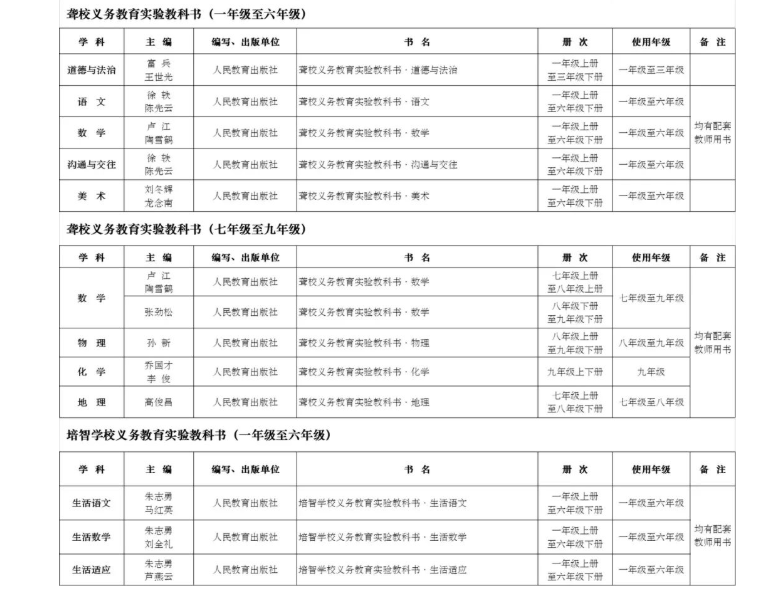 聋校义务教育实验教科书（一年级至六年级）
学 科 主 编 编写、出版单位 书 名 册 次 使用年级 备 注
道德与法治 富 兵 王世光 人民教育出版社 聋校义务教育实验教科书·道德与法治 一年级上册 至三年级下册 一年级至三年级
语 文 徐 轶 陈先云 人民教育出版社 聋校义务教育实验教科书·语文 一年级上册 至六年级下册 一年级至六年级 均有配套 教师用书
数 学 卢 江 陶雪鹤 人民教育出版社 聋校义务教育实验教科书·数学 一年级上册 至六年级下册 一年级至六年级
沟通与交往 徐 轶 陈先云 人民教育出版社 聋校义务教育实验教科书·沟通与交往 一年级上册 至六年级下册 一年级至六年级
美 术 刘冬辉 龙念南 人民教育出版社 聋校义务教育实验教科书·美术 一年级上册 至六年级下册 一年级至六年级
聋校义务教育实验教科书（七年级至九年级）
学 科 主 编 编写、出版单位 书 名 册 次 使用年级 备 注
数 学 卢 江 陶雪鹤 人民教育出版社 聋校义务教育实验教科书·数学 七年级上册 至八年级上册 七年级至九年级 均有配套 教师用书
张劲松 人民教育出版社 聋校义务教育实验教科书·数学 八年级下册 至九年级下册
物 理 孙 新 人民教育出版社 聋校义务教育实验教科书·物理 八年级上册 至九年级下册 八年级至九年级
化 学 乔国才 李 俊 人民教育出版社 聋校义务教育实验教科书·化学 九年级上下册 九年级
地 理 高俊昌 人民教育出版社 聋校义务教育实验教科书·地理 七年级上册 至八年级下册 七年级至八年级
培智学校义务教育实验教科书（一年级至六年级）
学 科 主 编 编写、出版单位 书 名 册 次 使用年级 备 注
生活语文 朱志勇 马红英 人民教育出版社 培智学校义务教育实验教科书·生活语文 一年级上册 至六年级下册 一年级至六年级 均有配套 教师用书
生活数学 朱志勇 刘全礼 人民教育出版社 培智学校义务教育实验教科书·生活数学 一年级上册 至六年级下册 一年级至六年级
生活适应 朱志勇 芦燕云 人民教育出版社 培智学校义务教育实验教科书·生活适应 一年级上册 至六年级下册 一年级至六年级